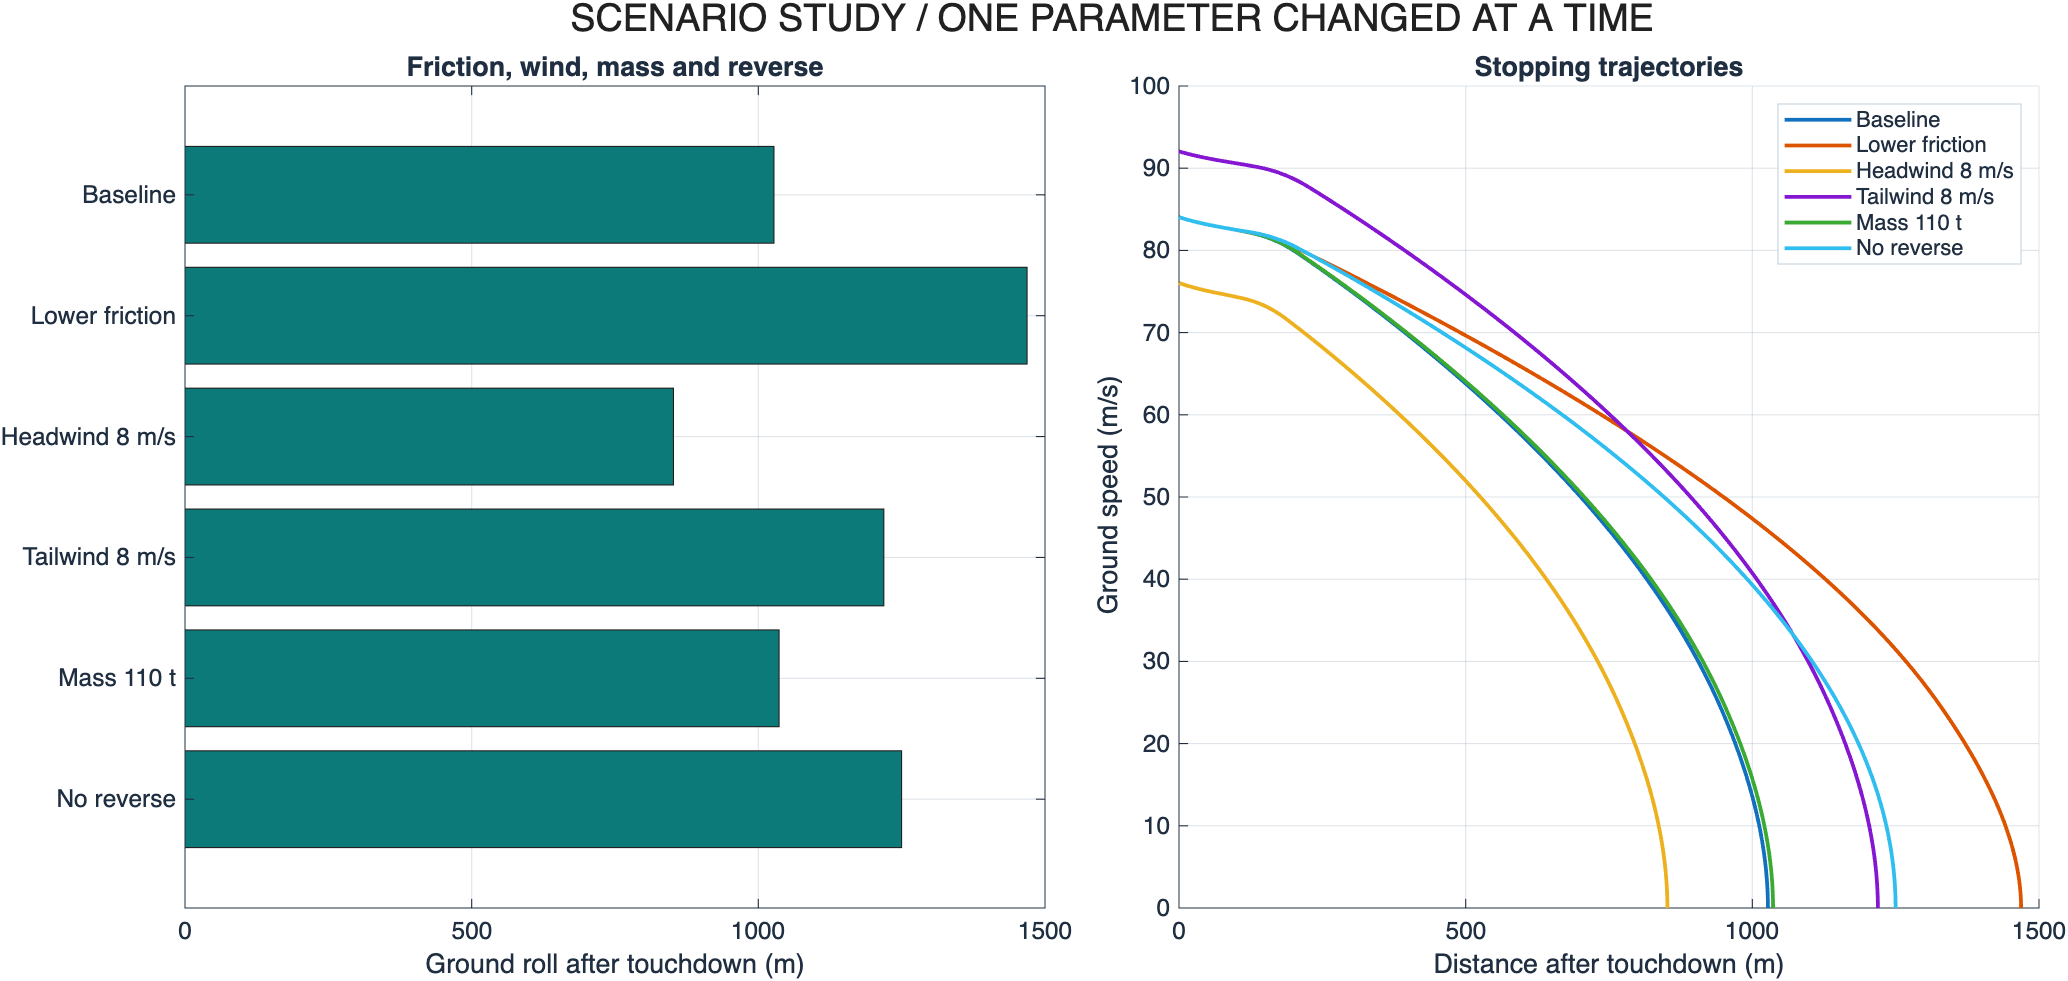 SCENARIO STUDY / ONE PARAMETER CHANGED AT A TIME
Friction, wind, mass and reverse
Baseline
Lower friction
Headwind 8 m/s
Tailwind 8 m/s
Mass 110 t
No reverse
0
500
1000
1500
Ground roll after touchdown (m)
Stopping trajectories
Ground speed (m/s)
100
90
80
70
60
50
40
30
20
10
0
Baseline
Lower friction
Headwind 8 m/s
Tailwind 8 m/s
Mass 110 t
No reverse
0
500
1000
1500
Distance after touchdown (m)